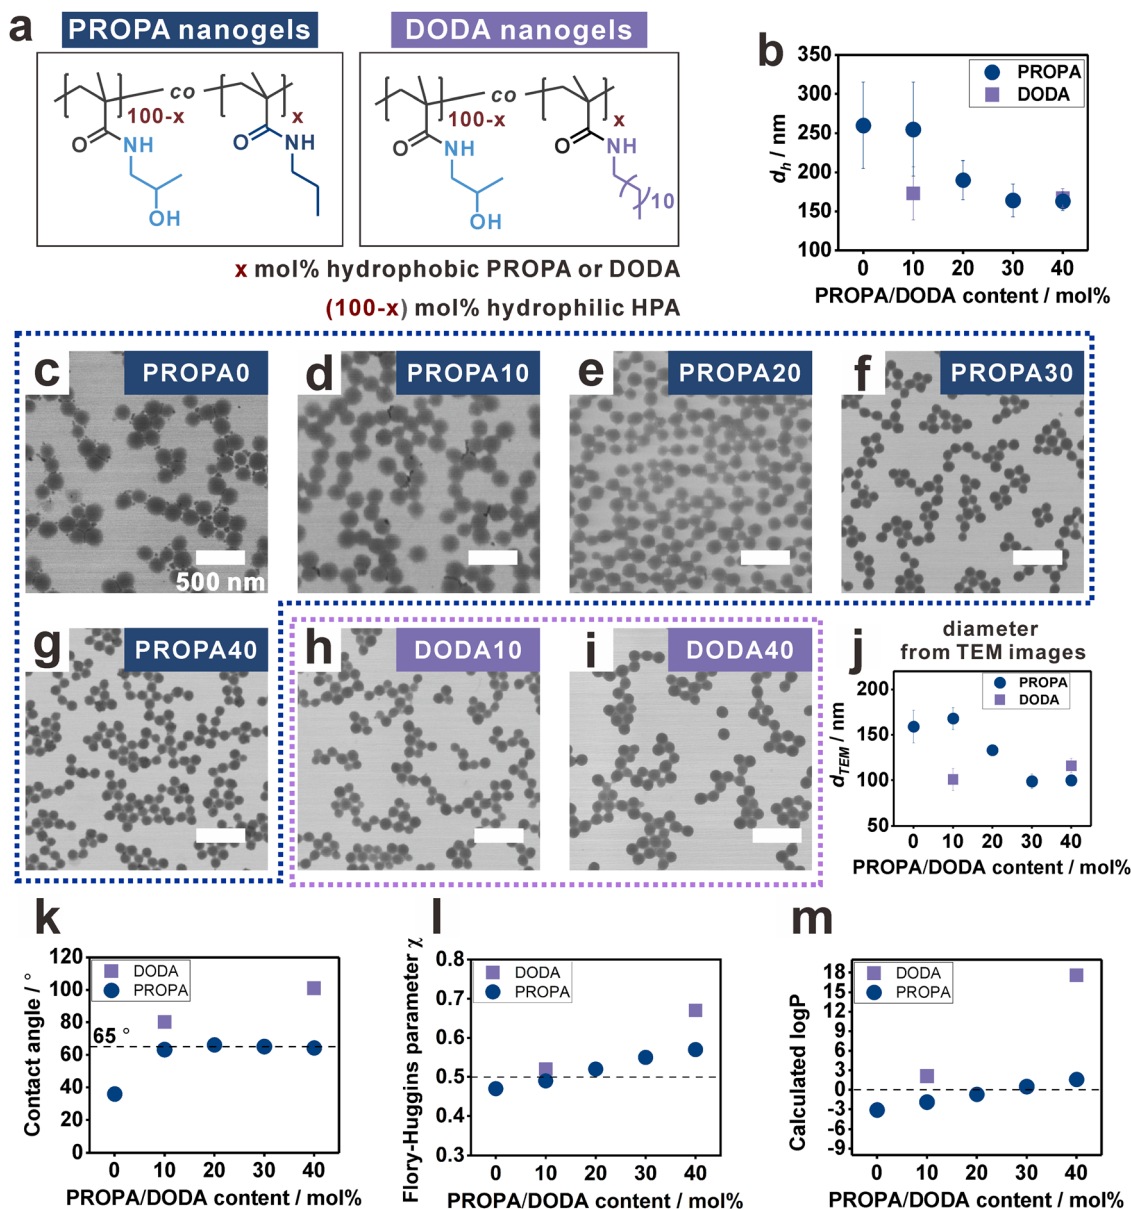 a
PROPA nanogels
DODA nanogels
co
100-x
x
O
NH
NH
O
OH
co
100-x
x
O
NH
O
NH
10
OH
x mol% hydrophobic PROPA or DODA
(100-x) mol% hydrophilic HPA
b
350
300
250
200
150
100
dh / nm
PROPA
DODA
0 10 20 30 40
PROPA/DODA content / mol%
c
PROPA0
500 nm
d
PROPA10
e
PROPA20
f
PROPA30
g
PROPA40
h
DODA10
i
DODA40
j
diameter
from TEM images
200
150
100
50
dTEM / nm
PROPA
DODA
0 10 20 30 40
PROPA/DODA content / mol%
k
120
100
80
60
40
20
0
Contact angle / °
DODA
PROPA
65 °
0 10 20 30 40
PROPA/DODA content / mol%
l
0.8
0.7
0.6
0.5
0.4
0.3
Flory-Huggins parameter χ
DODA
PROPA
0 10 20 30 40
PROPA/DODA content / mol%
m
18
15
12
9
6
3
0
-3
-6
-9
Calculated logP
DODA
PROPA
0 10 20 30 40
PROPA/DODA content / mol%